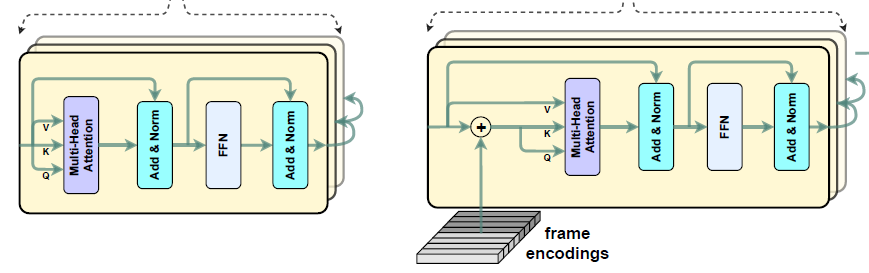 V
K
Q
Multi-Head
Attention
Add & Norm
FFN
Add & Norm
V
K
Q
Multi-Head
Attention
Add & Norm
FFN
Add & Norm
frame
encodings